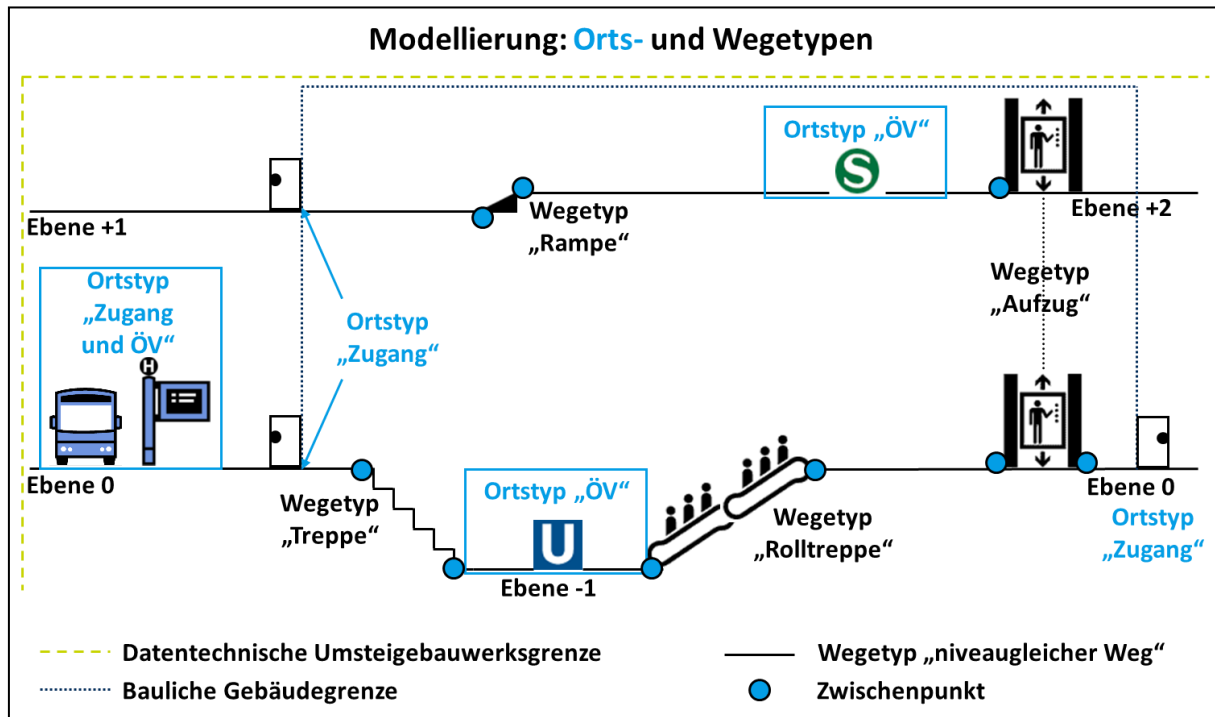 Modellierung: Orts- und Wegetypen
Ortstyp „ÖV“
S
Wegetyp
„Rampe“
Ebene +1
Ebene +2
Ortstyp
„Zugang
und ÖV“
H
Ortstyp
„Zugang“
Wegetyp
„Aufzug“
Ebene 0
Wegetyp
„Treppe“
Ortstyp „ÖV“
U
Ebene -1
Wegetyp
„Rolltreppe“
Ebene 0
Ortstyp
„Zugang“
Datentechnische Umsteigebauwerksgrenze
Wegetyp „niveaugleicher Weg“
Bauliche Gebäudegrenze
Zwischenpunkt